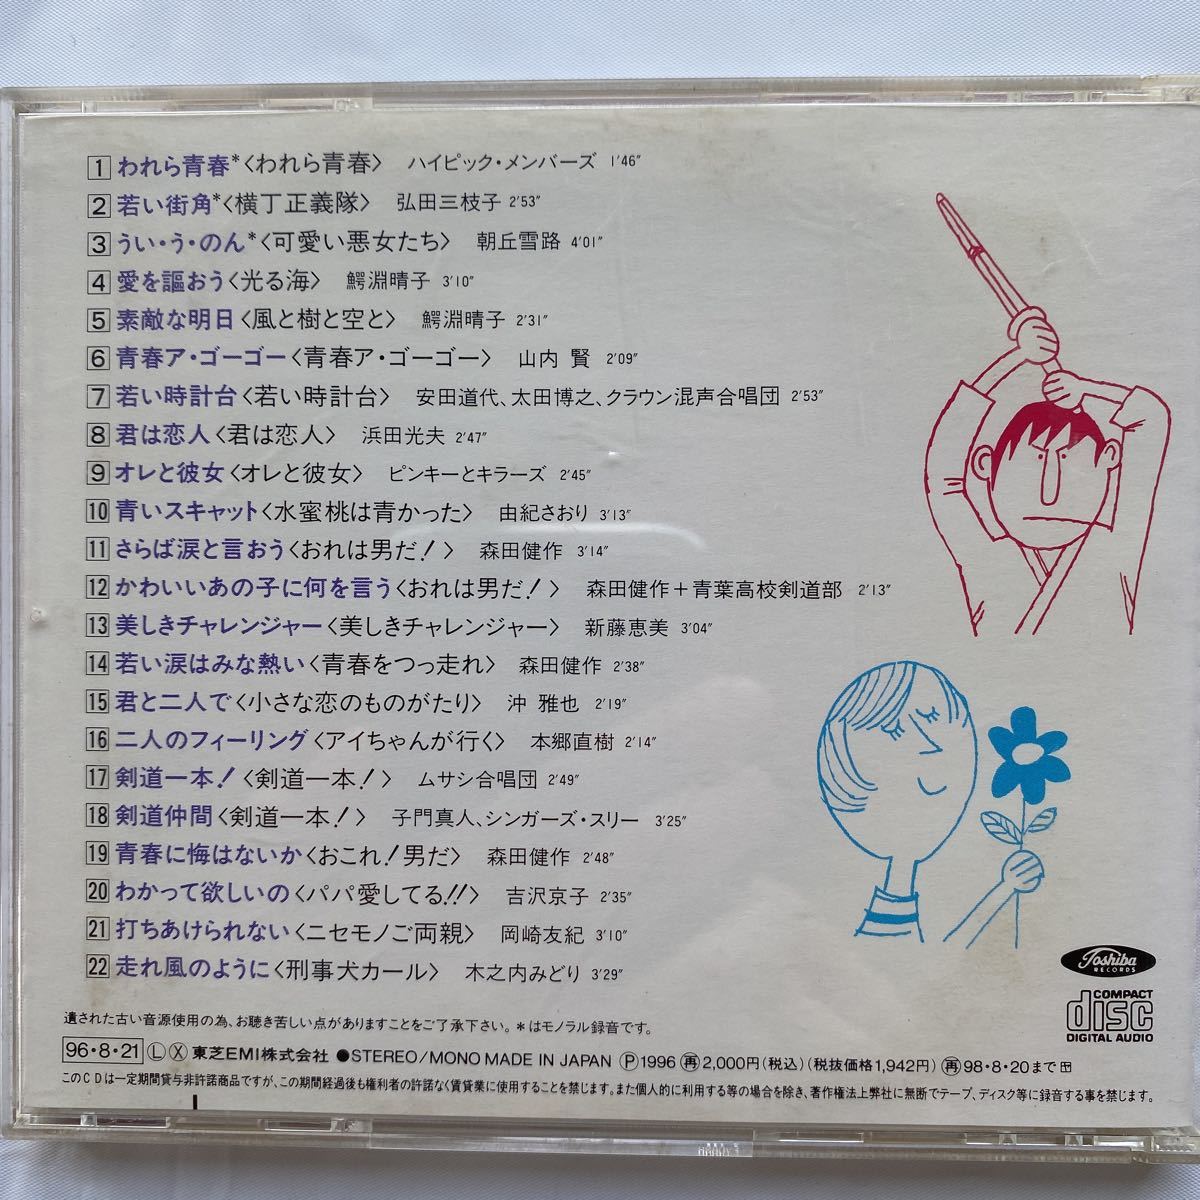 1 われら青春*〈われら青春〉 ハイピック・メンバーズ 1'46"
2 若い街角*〈横丁正義隊〉 弘田三枝子 2'53"
3 うい・う・のん*〈可愛い悪女たち〉 朝丘雪路 4'01"
4 愛を謳おう〈光る海〉 鰐淵晴子 3'10"
5 素敵な明日〈風と樹と空と〉 鰐淵晴子 2'31"
6 青春ア・ゴーゴー〈青春ア・ゴーゴー〉 山内 賢 2'09"
7 若い時計台〈若い時計台〉 安田道代、太田博之、クラウン混声合唱団 2'53"
8 君は恋人〈君は恋人〉 浜田光夫 2'47"
9 オレと彼女〈オレと彼女〉 ピンキーとキラーズ 2'45"
10 青いスキャット〈水蜜桃は青かった〉 由紀さおり 3'13"
11 さらば涙と言おう〈おれは男だ!〉 森田健作 3'14"
12 かわいいあの子に何を言う〈おれは男だ!〉 森田健作+青葉高校剣道部 2'13"
13 美しきチャレンジャー〈美しきチャレンジャー〉 新藤恵美 3'04"
14 若い涙はみな熱い〈青春をつっ走れ〉 森田健作 2'38"
15 君と二人で〈小さな恋のものがたり〉 沖 雅也 2'19"
16 二人のフィーリング〈アイちゃんが行く〉 本郷直樹 2'14"
17 剣道一本!〈剣道一本!〉 ムサシ合唱団 2'49"
18 剣道仲間〈剣道一本!〉 子門真人、シンガーズ・スリー 3'25"
19 青春に悔はないか〈おこれ!男だ〉 森田健作 2'48"
20 わかって欲しいの〈パパ愛してる!!〉 吉沢京子 2'35"
21 打ちあけられない〈ニセモノご両親〉 岡崎友紀 3'10"
22 走れ風のように〈刑事犬カール〉 木之内みどり 3'29"
Toshiba
RECORDS
COMPACT
disc
DIGITAL AUDIO
遺された古い音源使用の為、お聴き苦しい点がありますことをご了承下さい。*はモノラル録音です。
96・8・21 Ⓛ Ⓧ 東芝EMI株式会社 ●STEREO/MONO MADE IN JAPAN Ⓟ1996 ㊢2,000円(税込)(税抜価格1,942円) ㊢98・8・20まで
このCDは一定期間貸与非許諾商品ですが、この期間経過後も権利者の許諾なく賃貸業に使用することを禁じます。また個人的に利用する等の場合を除き、著作権法上弊社に無断でテープ、ディスク等に録音する事を禁じます。